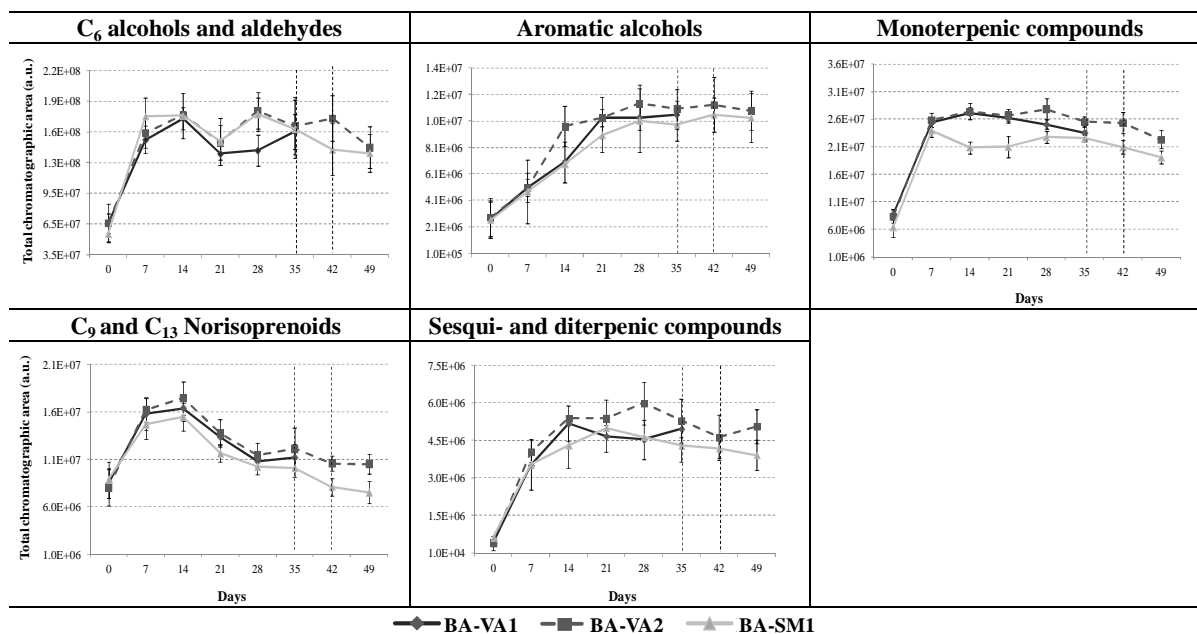 C6 alcohols and aldehydes
Aromatic alcohols
Monoterpenic compounds
Total chromatographic area (a.u.)
2.2E+08
1.9E+08
1.6E+08
1.3E+08
9.5E+07
6.5E+07
3.5E+07
0 7 14 21 28 35 42 49
1.4E+07
1.2E+07
1.0E+07
8.1E+06
6.1E+06
4.1E+06
2.1E+06
1.0E+05
0 7 14 21 28 35 42 49
3.6E+07
3.1E+07
2.6E+07
2.1E+07
1.6E+07
1.1E+07
6.0E+06
1.0E+06
0 7 14 21 28 35 42 49
Days
C9 and C13 Norisoprenoids
Sesqui- and diterpenic compounds
Total chromatographic area (a.u.)
2.1E+07
1.6E+07
1.1E+07
6.0E+06
1.0E+06
0 7 14 21 28 35 42 49
Days
7.5E+06
6.0E+06
4.5E+06
3.0E+06
1.5E+06
1.0E+04
0 7 14 21 28 35 42 49
Days
BA-VA1 BA-VA2 BA-SM1